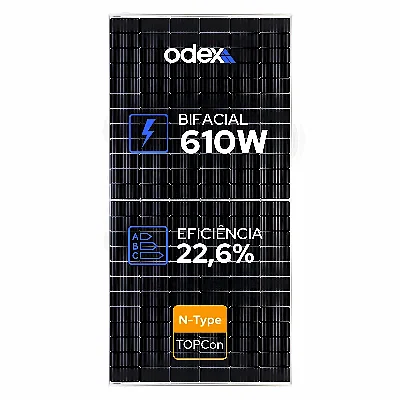 odex
BIFACIAL
610W
A
B
C
EFICIÊNCIA
22,6%
N-Type
TOPCon